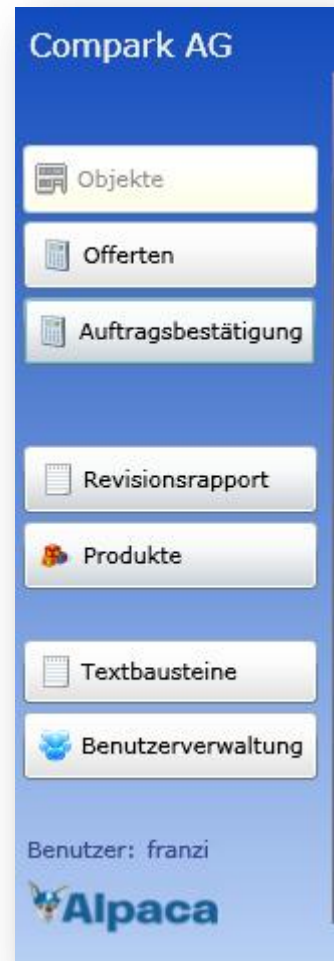 Compark AG
Objekte
Offerten
Auftragsbestätigung
Revisionsrapport
Produkte
Textbausteine
Benutzerverwaltung
Benutzer: franzi
Alpaca